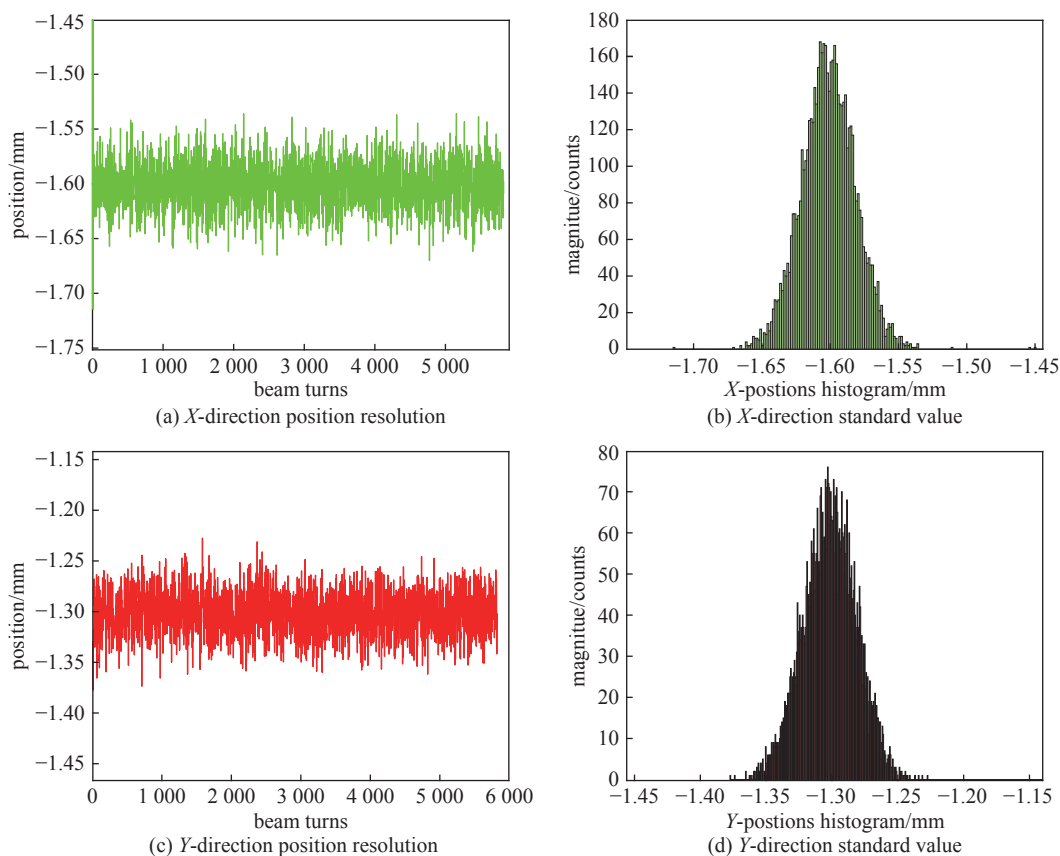 −1.45
−1.50
−1.55
−1.60
−1.65
−1.70
−1.75
position/mm
0 1 000 2 000 3 000 4 000 5 000
beam turns
(a) X-direction position resolution
180
160
140
120
100
80
60
40
20
0
magnitue/counts
−1.70 −1.65 −1.60 −1.55 −1.50 −1.45
X-postions histogram/mm
(b) X-direction standard value
−1.15
−1.20
−1.25
−1.30
−1.35
−1.40
−1.45
position/mm
0 1 000 2 000 3 000 4 000 5 000 6 000
beam turns
(c) Y-direction position resolution
80
70
60
50
40
30
20
10
0
magnitue/counts
−1.45 −1.40 −1.35 −1.30 −1.25 −1.20 −1.15
Y-postions histogram/mm
(d) Y-direction standard value